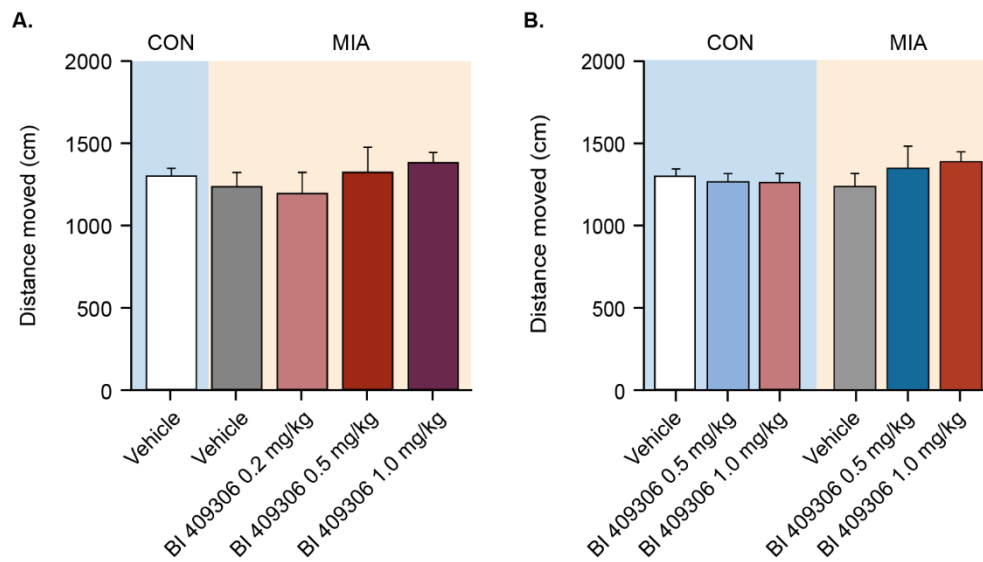 A.
CON MIA
Distance moved (cm)
2000
1500
1000
500
0
Vehicle
Vehicle
BI 409306 0.2 mg/kg
BI 409306 0.5 mg/kg
BI 409306 1.0 mg/kg
B.
CON MIA
Distance moved (cm)
2000
1500
1000
500
0
Vehicle
BI 409306 0.5 mg/kg
BI 409306 1.0 mg/kg
Vehicle
BI 409306 0.5 mg/kg
BI 409306 1.0 mg/kg